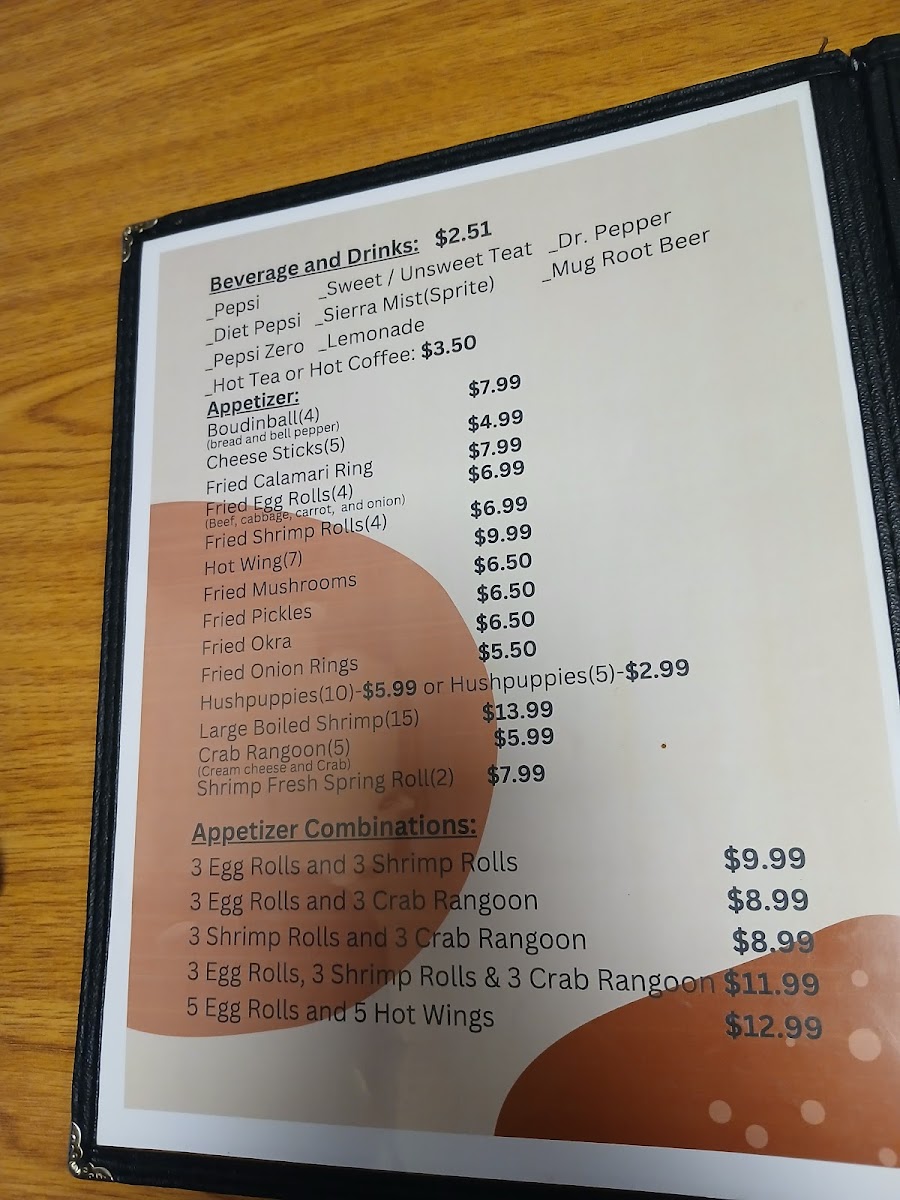 Beverage and Drinks: $2.51
_Pepsi _Sweet / Unsweet Teat _Dr. Pepper
_Diet Pepsi _Sierra Mist(Sprite) _Mug Root Beer
_Pepsi Zero _Lemonade
_Hot Tea or Hot Coffee: $3.50
Appetizer:
Boudinball(4) $7.99
(bread and bell pepper)
Cheese Sticks(5) $4.99
Fried Calamari Ring $7.99
Fried Egg Rolls(4) $6.99
(Beef, cabbage, carrot, and onion)
Fried Shrimp Rolls(4) $6.99
Hot Wing(7) $9.99
Fried Mushrooms $6.50
Fried Pickles $6.50
Fried Okra $6.50
Fried Onion Rings $5.50
Hushpuppies(10)-$5.99 or Hushpuppies(5)-$2.99
Large Boiled Shrimp(15) $13.99
Crab Rangoon(5) $5.99
(Cream cheese and Crab)
Shrimp Fresh Spring Roll(2) $7.99
Appetizer Combinations:
3 Egg Rolls and 3 Shrimp Rolls $9.99
3 Egg Rolls and 3 Crab Rangoon $8.99
3 Shrimp Rolls and 3 Crab Rangoon $8.99
3 Egg Rolls, 3 Shrimp Rolls & 3 Crab Rangoon $11.99
5 Egg Rolls and 5 Hot Wings $12.99